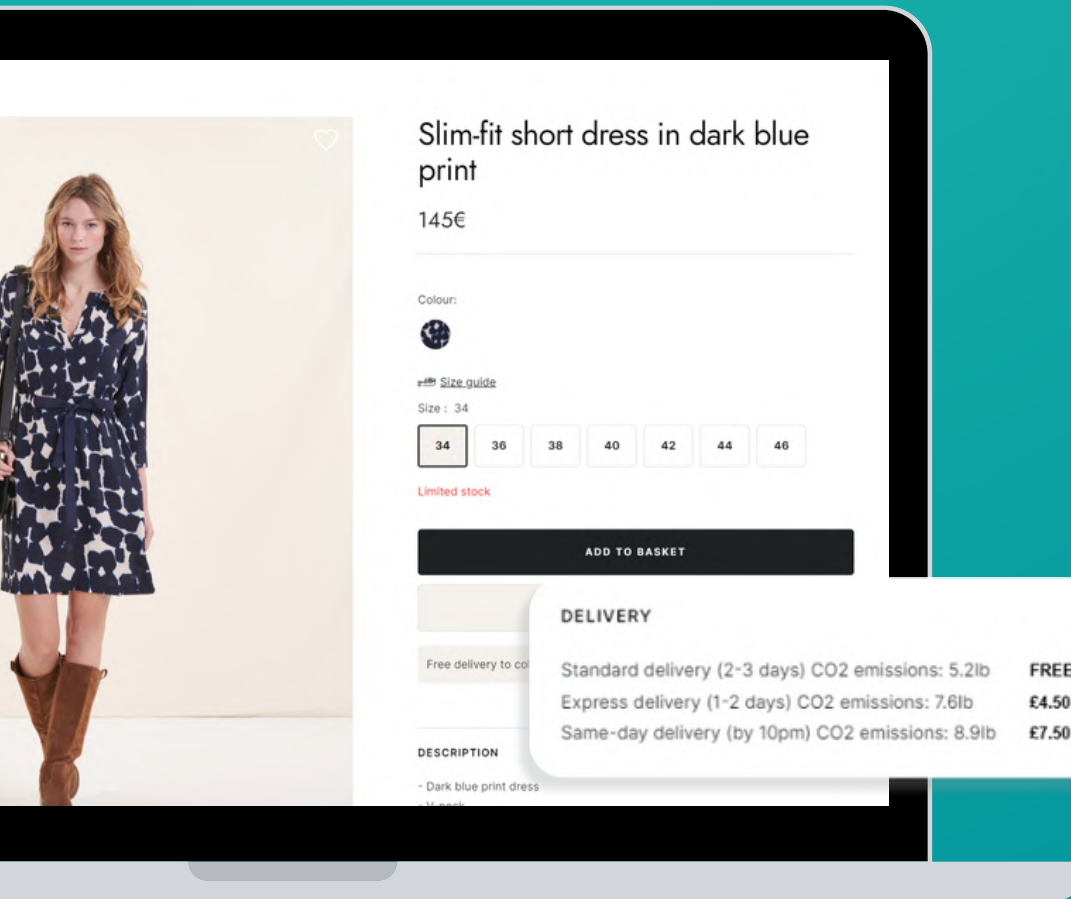 Slim-fit short dress in dark blue
print
145€
Colour:
Size guide
Size : 34
34 36 38 40 42 44 46
Limited stock
ADD TO BASKET
Free delivery to
DELIVERY
Standard delivery (2-3 days) CO2 emissions: 5.2lb FREE
Express delivery (1-2 days) CO2 emissions: 7.6lb £4.50
Same-day delivery (by 10pm) CO2 emissions: 8.9lb £7.50
DESCRIPTION
- Dark blue print dress
- V-neck